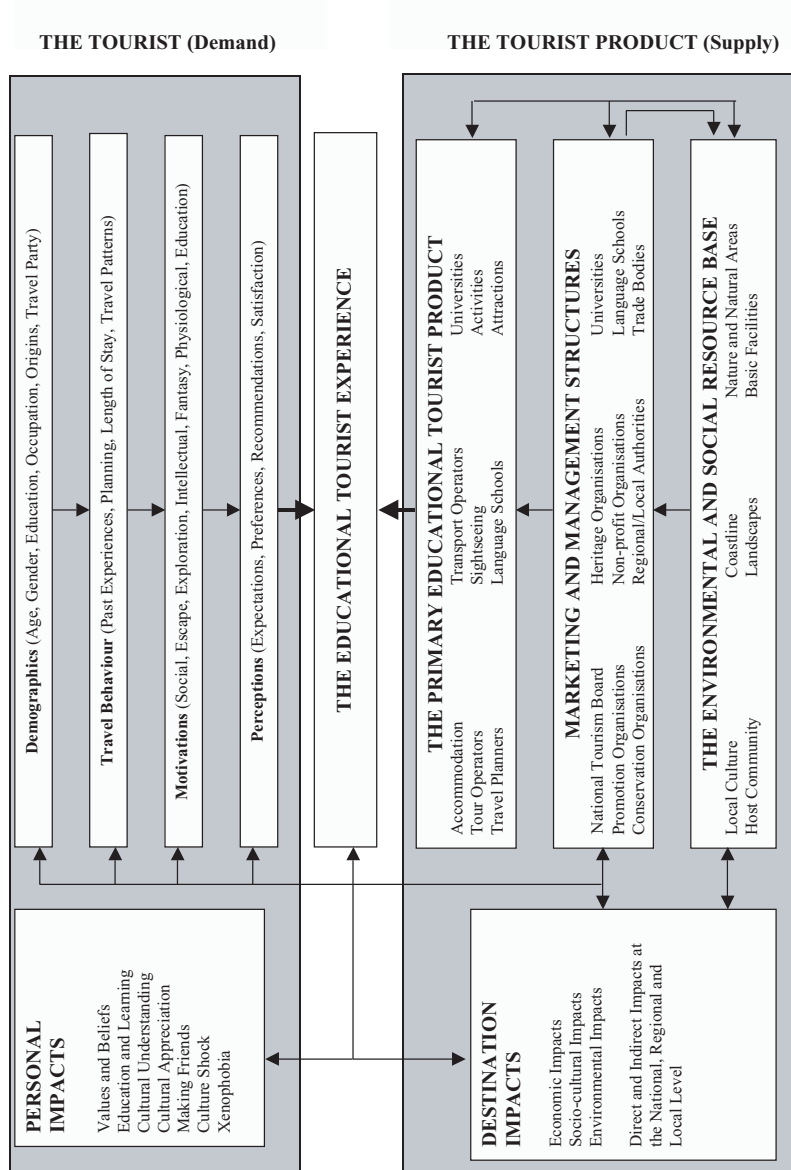 THE TOURIST (Demand)
THE TOURIST PRODUCT (Supply)
Demographics (Age, Gender, Education, Occupation, Origins, Travel Party)
Travel Behaviour (Past Experiences, Planning, Length of Stay, Travel Patterns)
Motivations (Social, Escape, Exploration, Intellectual, Fantasy, Physiological, Education)
Perceptions (Expectations, Preferences, Recommendations, Satisfaction)
THE EDUCATIONAL TOURIST EXPERIENCE
THE PRIMARY EDUCATIONAL TOURIST PRODUCT
Accommodation
Tour Operators
Travel Planners
Transport Operators
Sightseeing
Language Schools
Universities
Activities
Attractions
MARKETING AND MANAGEMENT STRUCTURES
National Tourism Board
Promotion Organisations
Conservation Organisations
Heritage Organisations
Non-profit Organisations
Regional/Local Authorities
Universities
Language Schools
Trade Bodies
THE ENVIRONMENTAL AND SOCIAL RESOURCE BASE
Local Culture
Host Community
Coastline
Landscapes
Nature and Natural Areas
Basic Facilities
PERSONAL
IMPACTS
Values and Beliefs
Education and Learning
Cultural Understanding
Cultural Appreciation
Making Friends
Culture Shock
Xenophobia
DESTINATION
IMPACTS
Economic Impacts
Socio-cultural Impacts
Environmental Impacts
Direct and Indirect Impacts at
the National, Regional and
Local Level